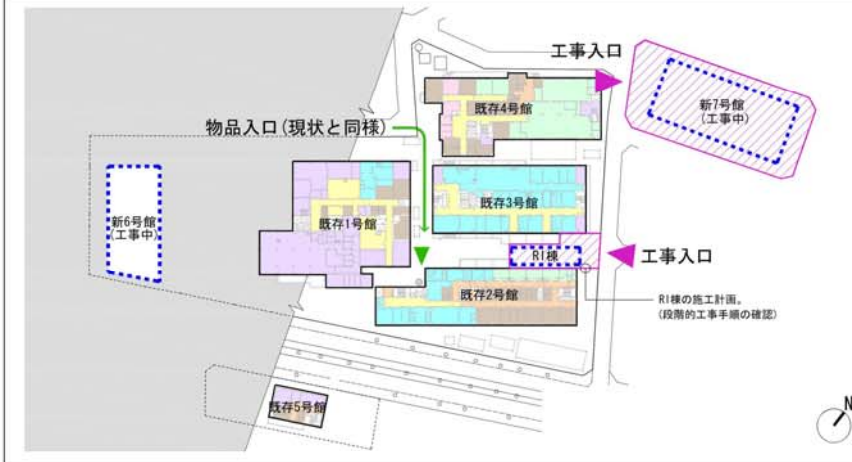 工事入口
新7号館
(工事中)
既存4号館
物品入口(現状と同様)
既存3号館
新6号館
(工事中)
既存1号館
RI棟
工事入口
既存2号館
RI棟の施工計画。
(段階的工事手順の確認)
既存5号館
N